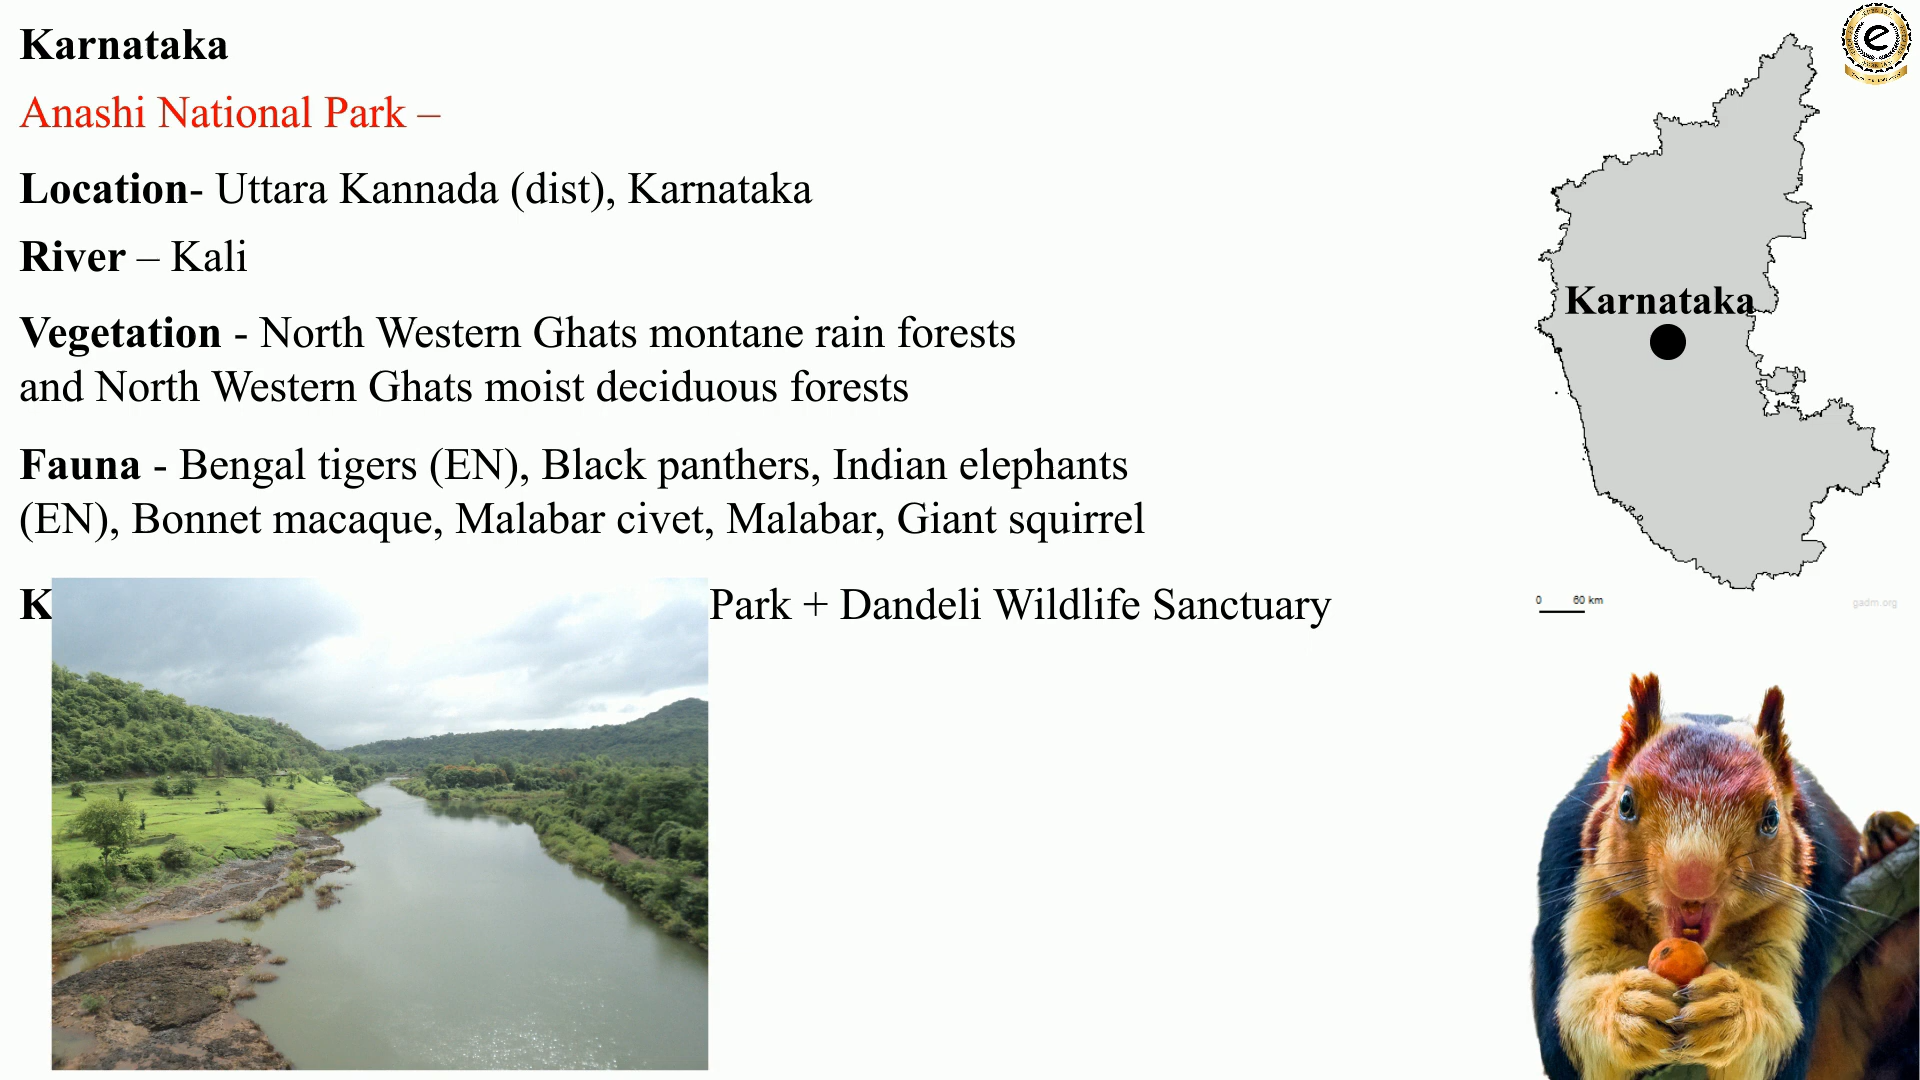 Karnataka
Anashi National Park –
Location- Uttara Kannada (dist), Karnataka
River – Kali
Vegetation - North Western Ghats montane rain forests
and North Western Ghats moist deciduous forests
Fauna - Bengal tigers (EN), Black panthers, Indian elephants
(EN), Bonnet macaque, Malabar civet, Malabar, Giant squirrel
K Park + Dandeli Wildlife Sanctuary
Karnataka
0 60 km
gadm.org
e